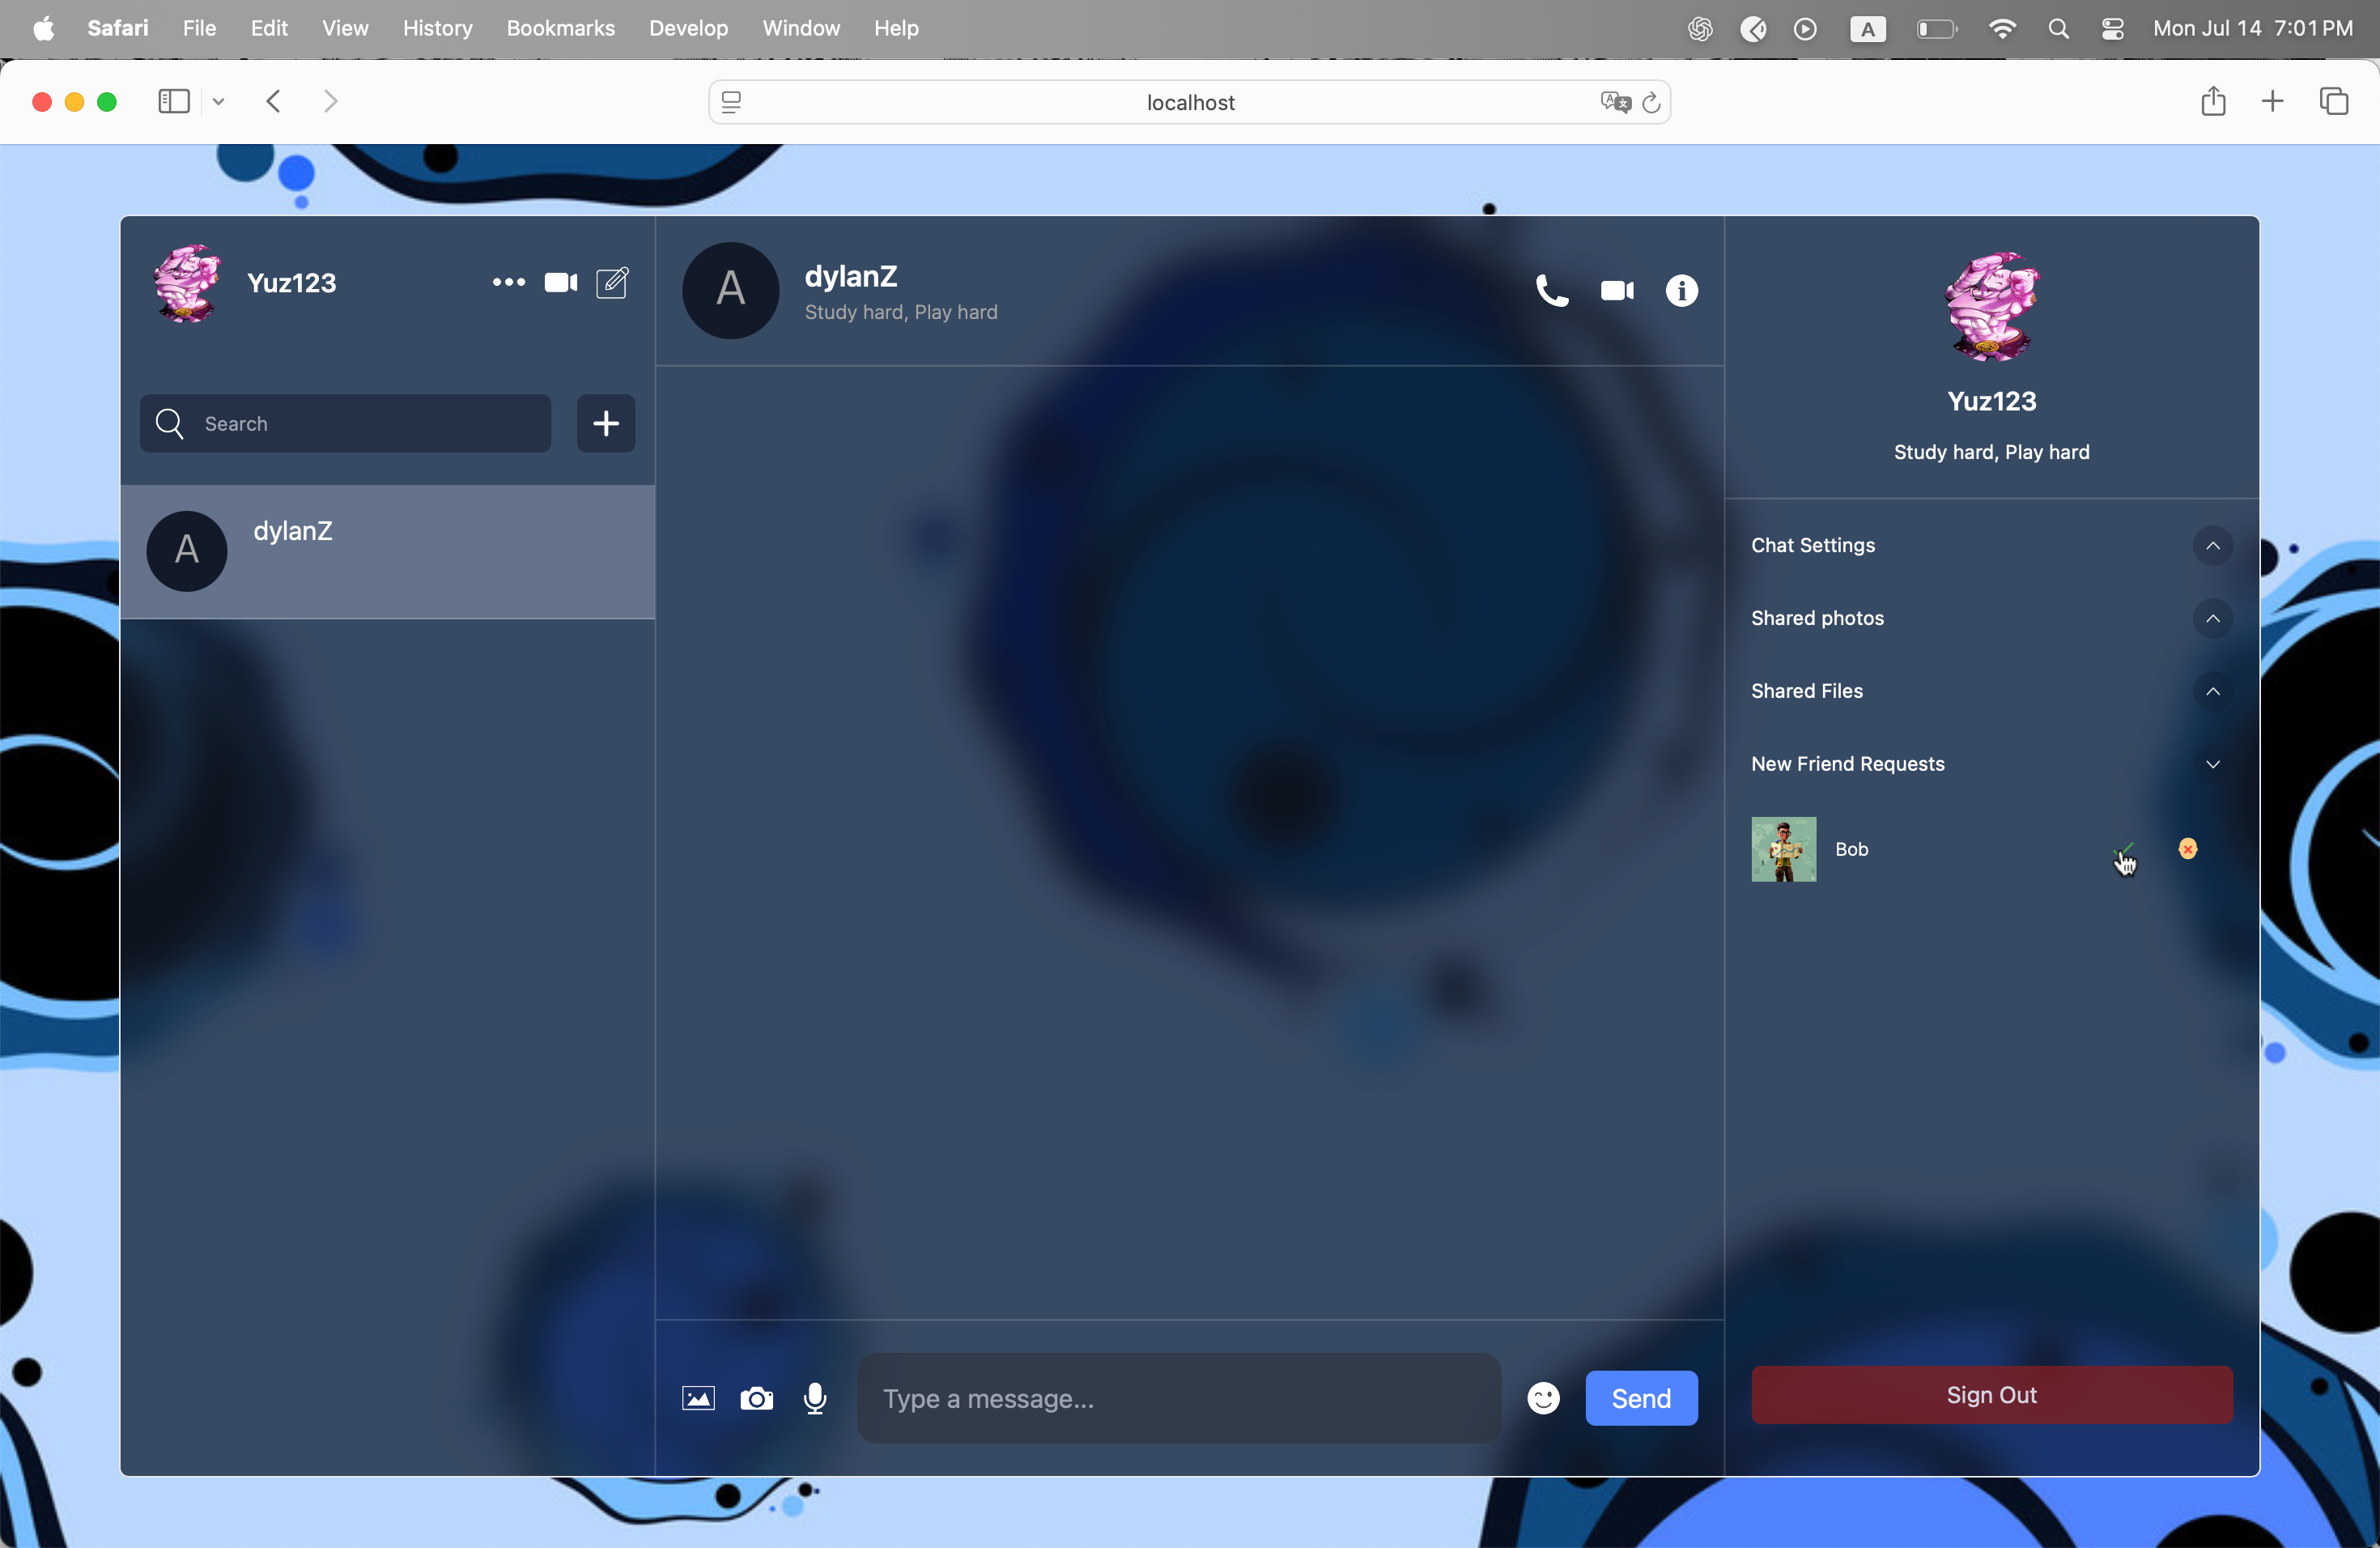 Safari File Edit View History Bookmarks Develop Window Help A Mon Jul 14 7:01 PM
localhost
Yuz123
Search
A dylanZ
A dylanZ
Study hard, Play hard
Type a message...
Send
Yuz123
Study hard, Play hard
Chat Settings
Shared photos
Shared Files
New Friend Requests
Bob
Sign Out